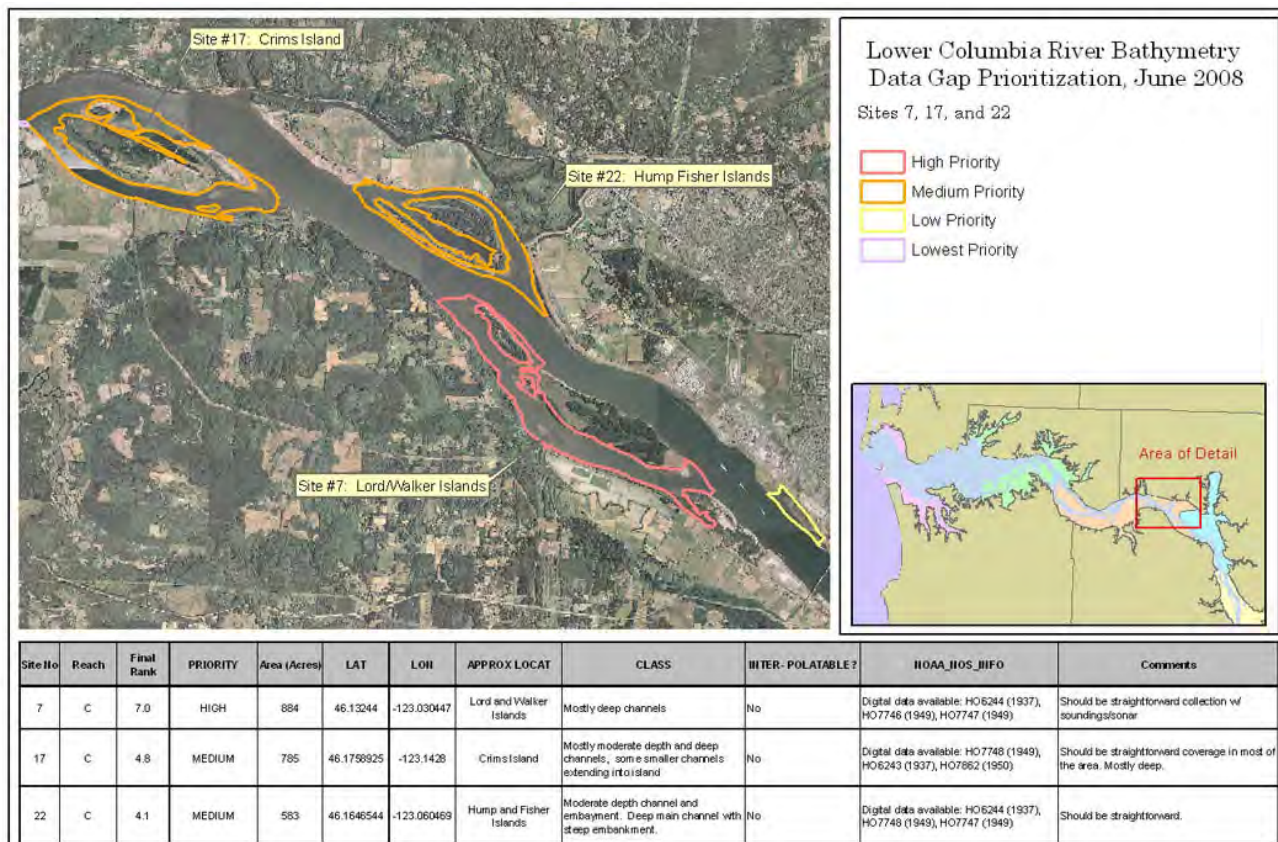 Site #17: Crims Island
Site #22: Hump Fisher Islands
Site #7: Lord/Walker Islands
Lower Columbia River Bathymetry
Data Gap Prioritization, June 2008
Sites 7, 17, and 22
High Priority
Medium Priority
Low Priority
Lowest Priority
Area of Detail
Site No Reach Final Rank PRIORITY Area (Acres) LAT LON APPROX LOCAT CLASS INTER- POLATABLE ? NOAA_NOS_INFO Comments
7 C 7.0 HIGH 884 46.13244 -123.030447 Lord and Walker Islands Mostly deep channels No Digital data available: HO6244 (1937), HO7746 (1949), HO7747 (1949) Should be straightforward collection w/ soundings/sonar
17 C 4.8 MEDIUM 785 46.1758925 -123.1428 Crims Island Mostly moderate depth and deep channels, some smaller channels extending into island No Digital data available: HO7748 (1949), HO6243 (1937), HO7862 (1950) Should be straightforward coverage in most of the area. Mostly deep.
22 C 4.1 MEDIUM 583 46.1646544 -123.060469 Hump and Fisher Islands Moderate depth channel and embayment. Deep main channel with steep embankment. No Digital data available: HO6244 (1937), HO7748 (1949), HO7747 (1949) Should be straightforward.